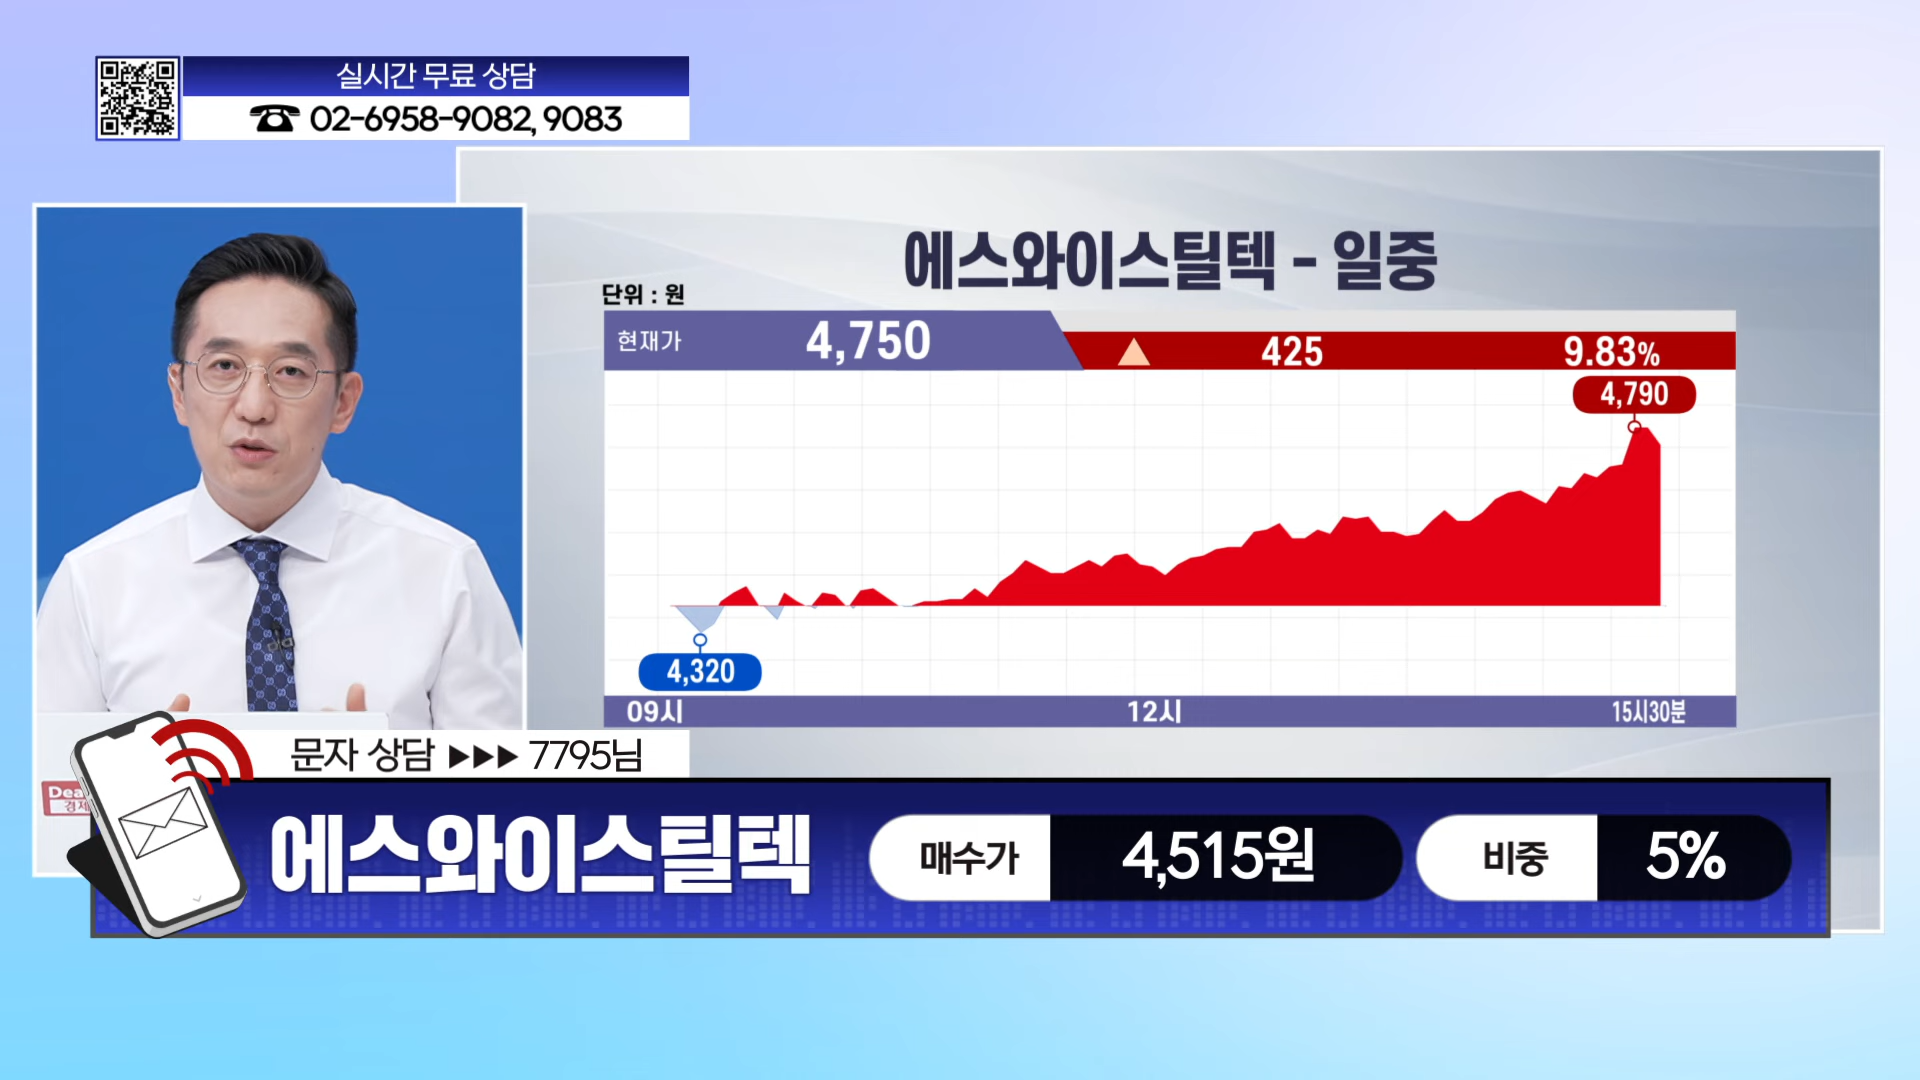 실시간 무료 상담
☎ 02-6958-9082, 9083
에스와이스틸텍 - 일중
단위 : 원
현재가 4,750 ▲ 425 9.83%
4,790
4,320
09시 12시 15시30분
문자 상담 ▶▶▶ 7795님
에스와이스틸텍 매수가 4,515원 비중 5%